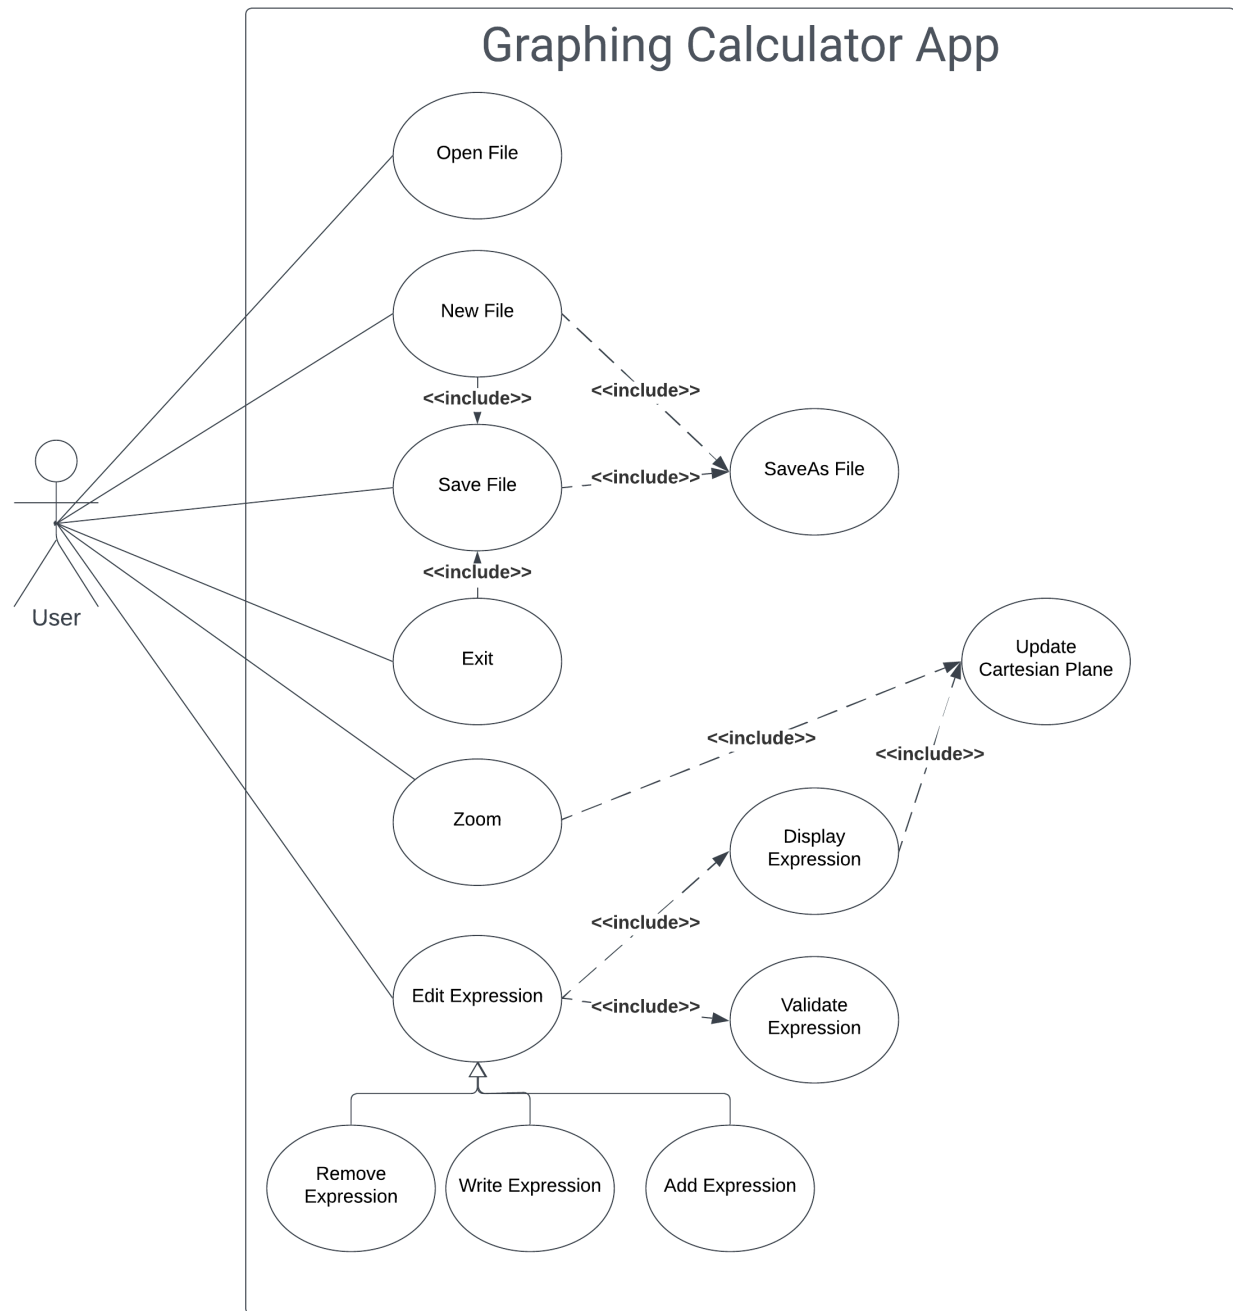 Graphing Calculator App
Open File
New File
<<include>>
<<include>>
SaveAs File
Save File
<<include>>
<<include>>
Exit
User
Update
Cartesian Plane
<<include>>
<<include>>
Zoom
Display
Expression
<<include>>
Edit Expression
<<include>>
Validate
Expression
Remove
Expression
Write Expression
Add Expression